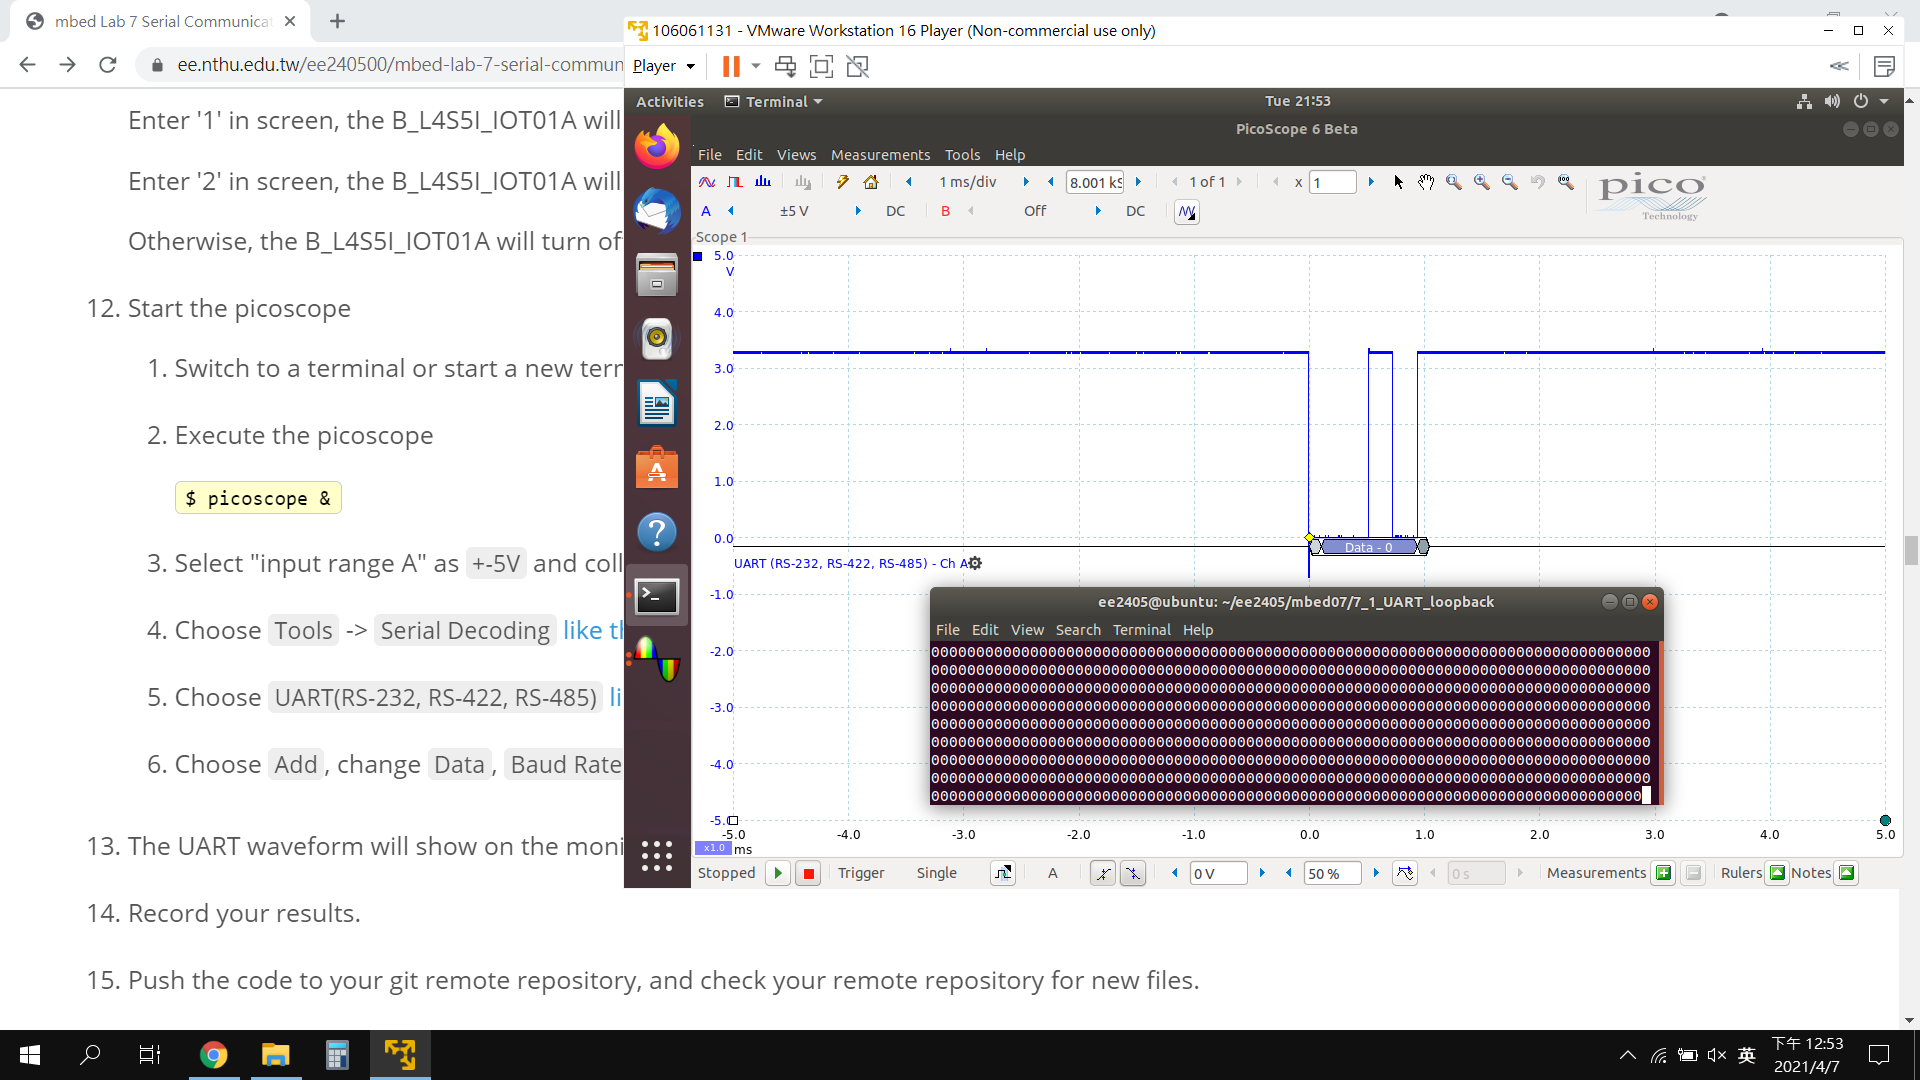 mbed Lab 7 Serial Communicat
ee.nthu.edu.tw/ee240500/mbed-lab-7-serial-commun
Enter '1' in screen, the B_L4S5I_IOT01A will
Enter '2' in screen, the B_L4S5I_IOT01A will
Otherwise, the B_L4S5I_IOT01A will turn of
12. Start the picoscope
1. Switch to a terminal or start a new terr
2. Execute the picoscope
$ picoscope &
3. Select "input range A" as +-5V and coll
4. Choose Tools -> Serial Decoding like th
5. Choose UART(RS-232, RS-422, RS-485) li
6. Choose Add, change Data, Baud Rate
13. The UART waveform will show on the moni
14. Record your results.
15. Push the code to your git remote repository, and check your remote repository for new files.
106061131 - VMware Workstation 16 Player (Non-commercial use only)
Player
Activities Terminal Tue 21:53
PicoScope 6 Beta
File Edit Views Measurements Tools Help
1 ms/div 8.001 kS 1 of 1 x 1
pico
Technology
A ±5 V DC B Off DC
Scope 1
5.0
V
4.0
3.0
2.0
1.0
0.0
Data - 0
UART (RS-232, RS-422, RS-485) - Ch A
-1.0
-2.0
-3.0
-4.0
-5.0
ee2405@ubuntu: ~/ee2405/mbed07/7_1_UART_loopback
File Edit View Search Terminal Help
00000000000000000000000000000000000000000000000000000000000000000000000000000000
00000000000000000000000000000000000000000000000000000000000000000000000000000000
00000000000000000000000000000000000000000000000000000000000000000000000000000000
00000000000000000000000000000000000000000000000000000000000000000000000000000000
00000000000000000000000000000000000000000000000000000000000000000000000000000000
00000000000000000000000000000000000000000000000000000000000000000000000000000000
00000000000000000000000000000000000000000000000000000000000000000000000000000000
00000000000000000000000000000000000000000000000000000000000000000000000000000000
0000000000000000000000000000000000000000000000000000000000000000000000000000000
-5.0 -4.0 -3.0 -2.0 -1.0 0.0 1.0 2.0 3.0 4.0 5.0
x1.0 ms
Stopped Trigger Single A 0 V 50 % 0 s Measurements Rulers Notes
英
下午 12:53
2021/4/7